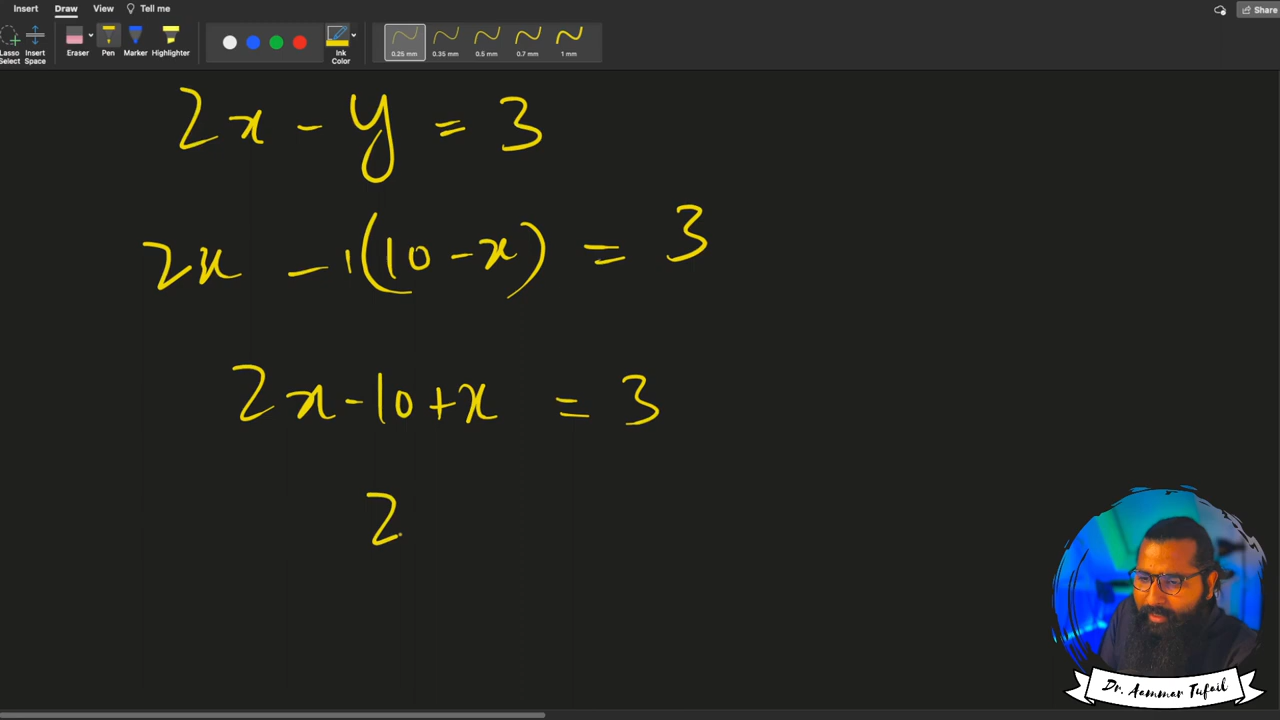 Insert Draw View Tell me Share
Lasso Select Insert Space Eraser Pen Marker Highlighter Ink Color 0.25 mm 0.35 mm 0.5 mm 0.7 mm 1 mm
2x - y = 3
2x - 1(10 - x) = 3
2x - 10 + x = 3
2
Dr. Aammar Tufail